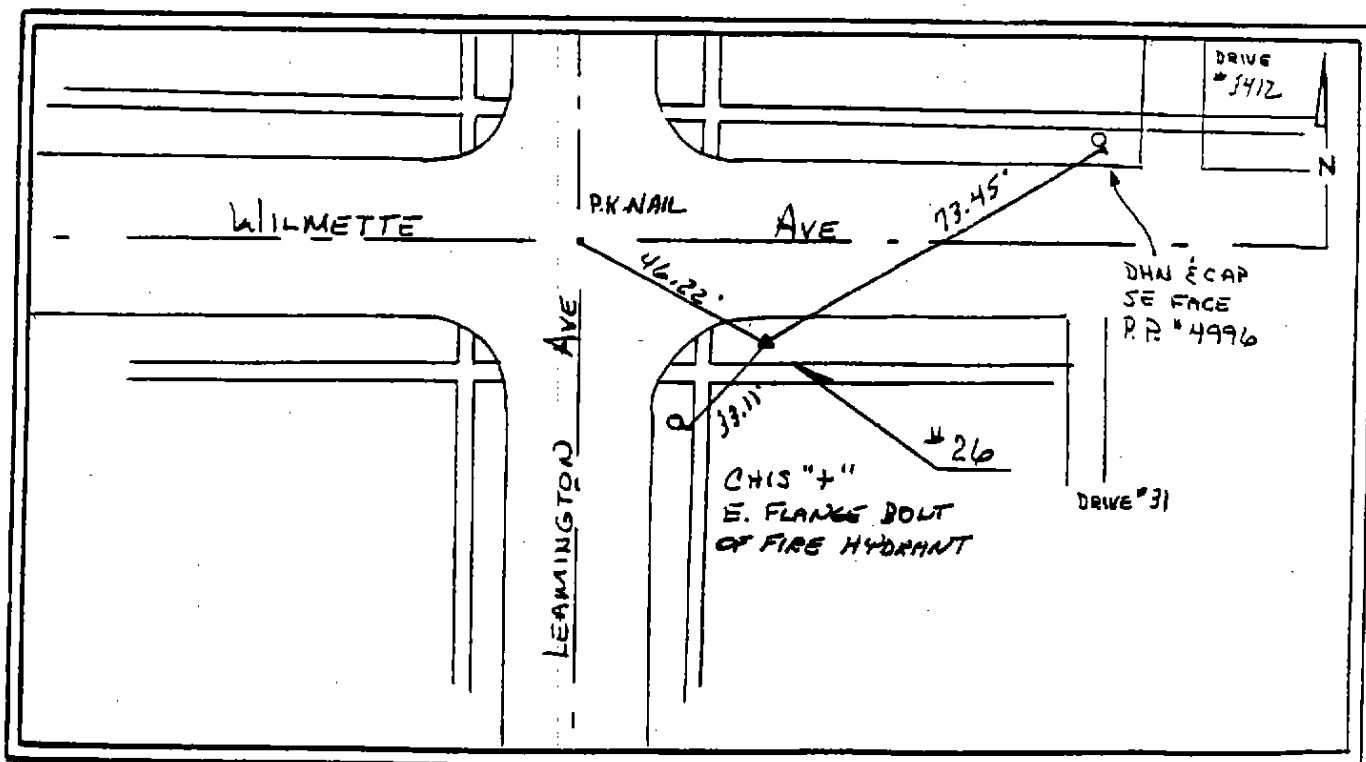 DRIVE
#3412
N
P.K. NAIL
WILMETTE AVE
73.45'
46.22'
DHN & CAP
SE FACE
P.P. #4996
33.11'
LEAMINGTON AVE
#26
CHIS "+"
E. FLANGE BOLT
OF FIRE HYDRANT
DRIVE #31